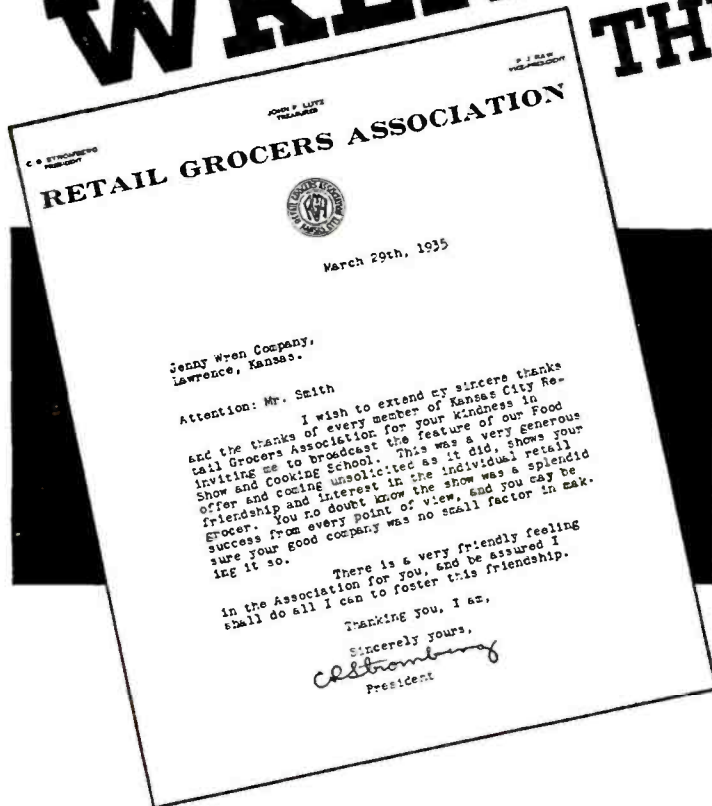 WREN
TH
P J RAW
VICE-PRESIDENT
JOHN F LUTZ
TREASURER
PRESIDENT
RETAIL GROCERS ASSOCIATION
March 29th, 1935
Jenny Wren Company,
Lawrence, Kansas.
Attention: Mr. Smith
I wish to extend my sincere thanks
and the thanks of every member of Kansas City Re-
tail Grocers Association for your kindness in
inviting me to broadcast the feature of our Food
Show and Cooking School. This was a very generous
offer and coming unsolicited as it did, shows your
friendship and interest in the individual retail
grocer. You no doubt know the show was a splendid
success from every point of view, and you may be
sure your good company was no small factor in mak-
ing it so.
There is a very friendly feeling
in the Association for you, and be assured I
shall do all I can to foster this friendship.
Thanking you, I am,
Sincerely yours,
CRStromberg
President